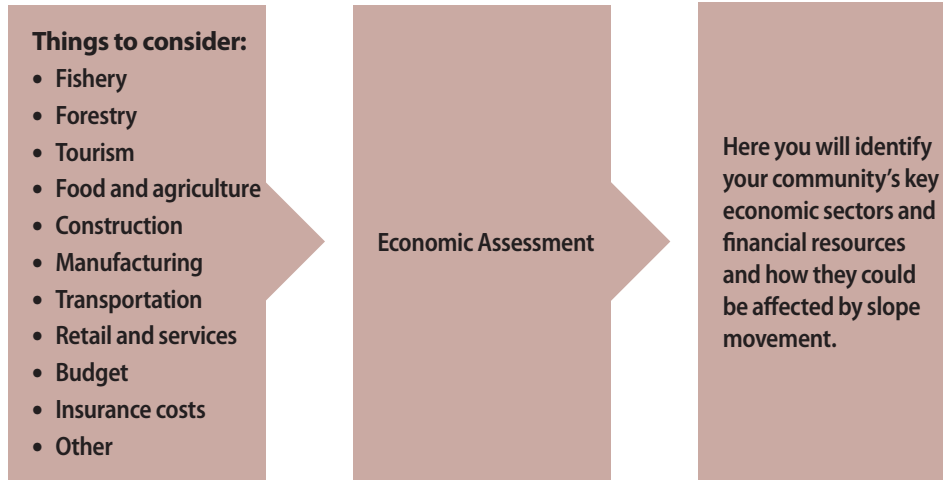 Things to consider:
• Fishery
• Forestry
• Tourism
• Food and agriculture
• Construction
• Manufacturing
• Transportation
• Retail and services
• Budget
• Insurance costs
• Other
Economic Assessment
Here you will identify
your community’s key
economic sectors and
financial resources
and how they could
be affected by slope
movement.